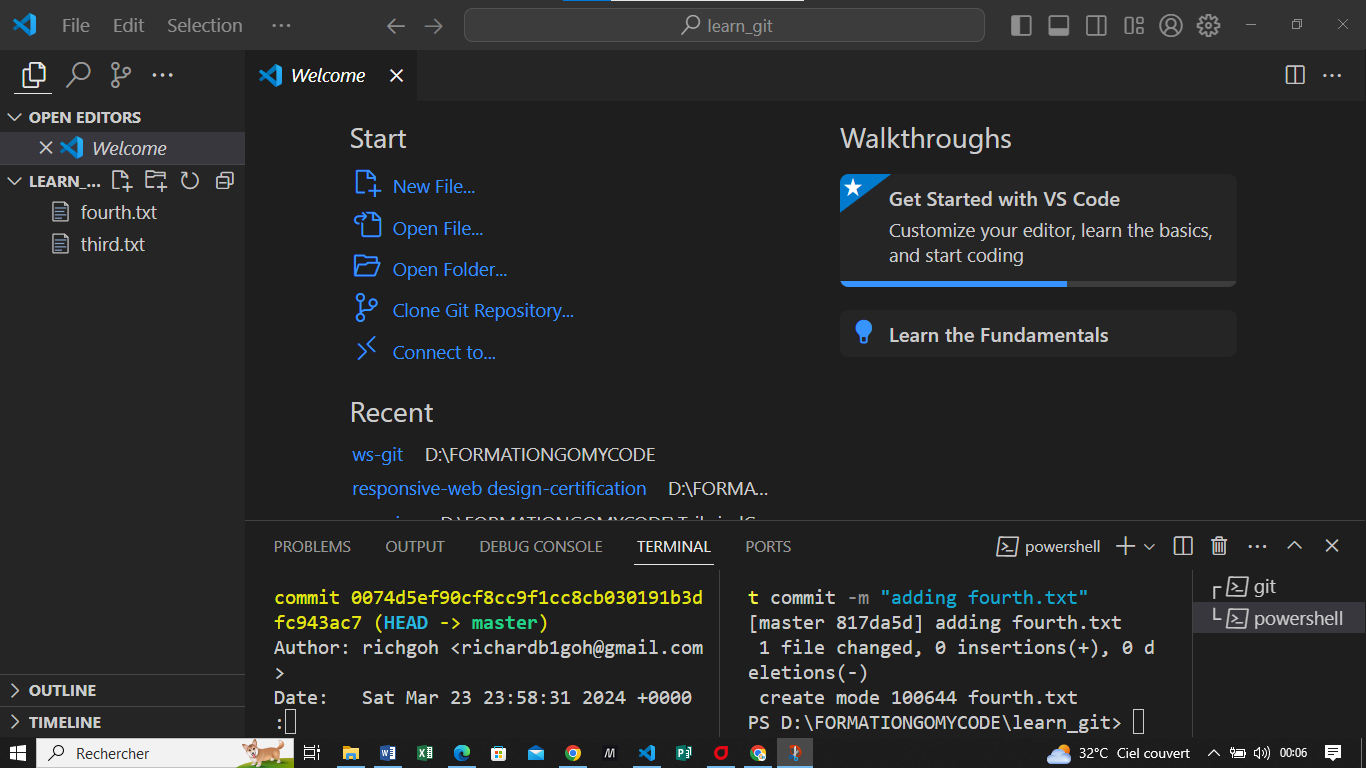 File Edit Selection ···
learn_git
Welcome
OPEN EDITORS
Welcome
LEARN_...
fourth.txt
third.txt
OUTLINE
TIMELINE
Start
New File...
Open File...
Open Folder...
Clone Git Repository...
Connect to...
Recent
ws-git D:\FORMATIONGOMYCODE
responsive-web design-certification D:\FORMA...
Walkthroughs
Get Started with VS Code
Customize your editor, learn the basics,
and start coding
Learn the Fundamentals
PROBLEMS OUTPUT DEBUG CONSOLE TERMINAL PORTS
powershell
commit 0074d5ef90cf8cc9f1cc8cb030191b3d
fc943ac7 (HEAD -> master)
Author: richgoh <richardb1goh@gmail.com
>
Date: Sat Mar 23 23:58:31 2024 +0000
:
t commit -m "adding fourth.txt"
[master 817da5d] adding fourth.txt
1 file changed, 0 insertions(+), 0 d
eletions(-)
create mode 100644 fourth.txt
PS D:\FORMATIONGOMYCODE\learn_git>
git
powershell
Rechercher
32°C Ciel couvert
00:06